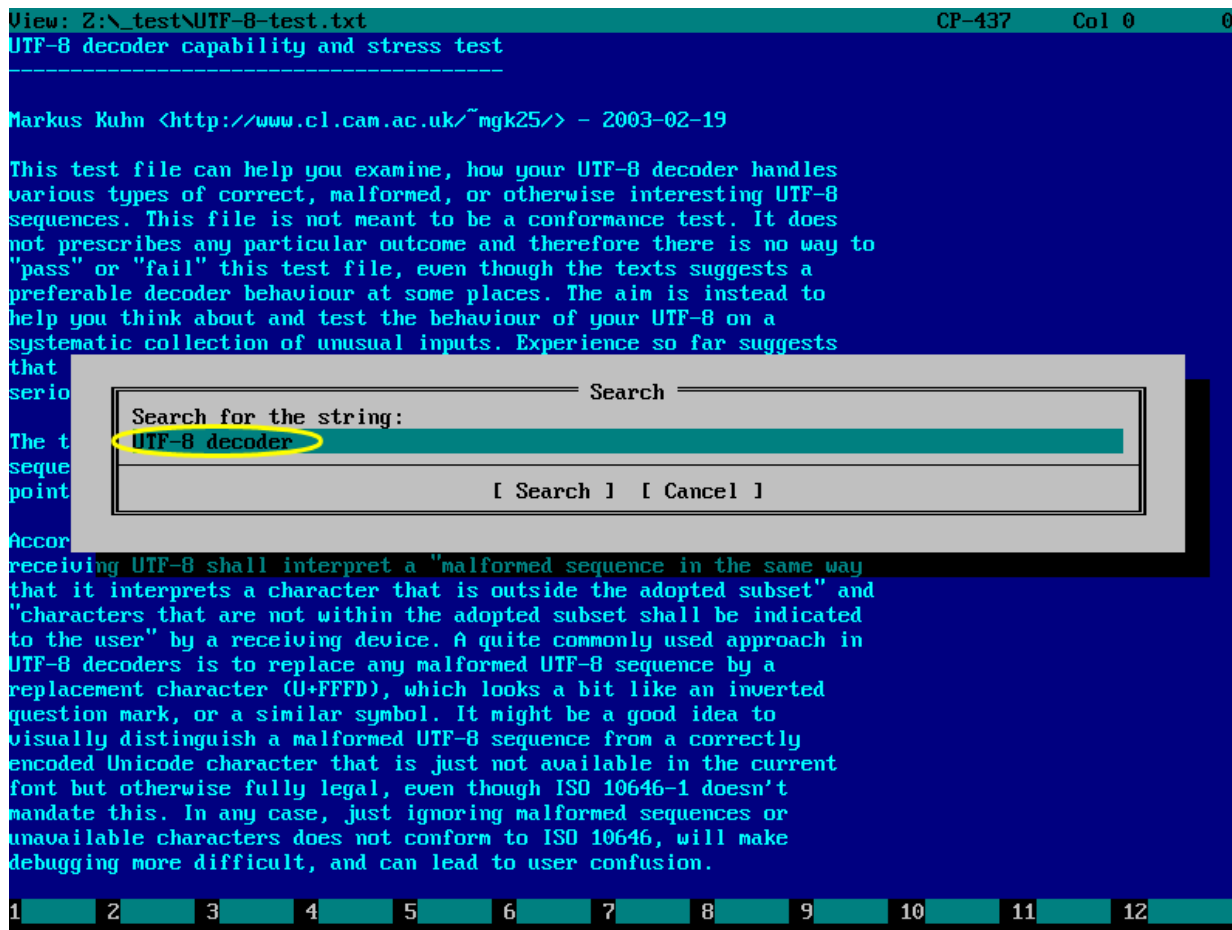 View: Z:\_test\UTF-8-test.txt CP-437 Col 0 0
UTF-8 decoder capability and stress test
----------------------------------------
Markus Kuhn <http://www.cl.cam.ac.uk/~mgk25/> - 2003-02-19
This test file can help you examine, how your UTF-8 decoder handles
various types of correct, malformed, or otherwise interesting UTF-8
sequences. This file is not meant to be a conformance test. It does
not prescribes any particular outcome and therefore there is no way to
"pass" or "fail" this test file, even though the texts suggests a
preferable decoder behaviour at some places. The aim is instead to
help you think about and test the behaviour of your UTF-8 on a
systematic collection of unusual inputs. Experience so far suggests
that
serio
Search
Search for the string:
The t
UTF-8 decoder
seque
point
[ Search ] [ Cancel ]
Accor
receiving UTF-8 shall interpret a "malformed sequence in the same way
that it interprets a character that is outside the adopted subset" and
"characters that are not within the adopted subset shall be indicated
to the user" by a receiving device. A quite commonly used approach in
UTF-8 decoders is to replace any malformed UTF-8 sequence by a
replacement character (U+FFFD), which looks a bit like an inverted
question mark, or a similar symbol. It might be a good idea to
visually distinguish a malformed UTF-8 sequence from a correctly
encoded Unicode character that is just not available in the current
font but otherwise fully legal, even though ISO 10646-1 doesn't
mandate this. In any case, just ignoring malformed sequences or
unavailable characters does not conform to ISO 10646, will make
debugging more difficult, and can lead to user confusion.
1 2 3 4 5 6 7 8 9 10 11 12